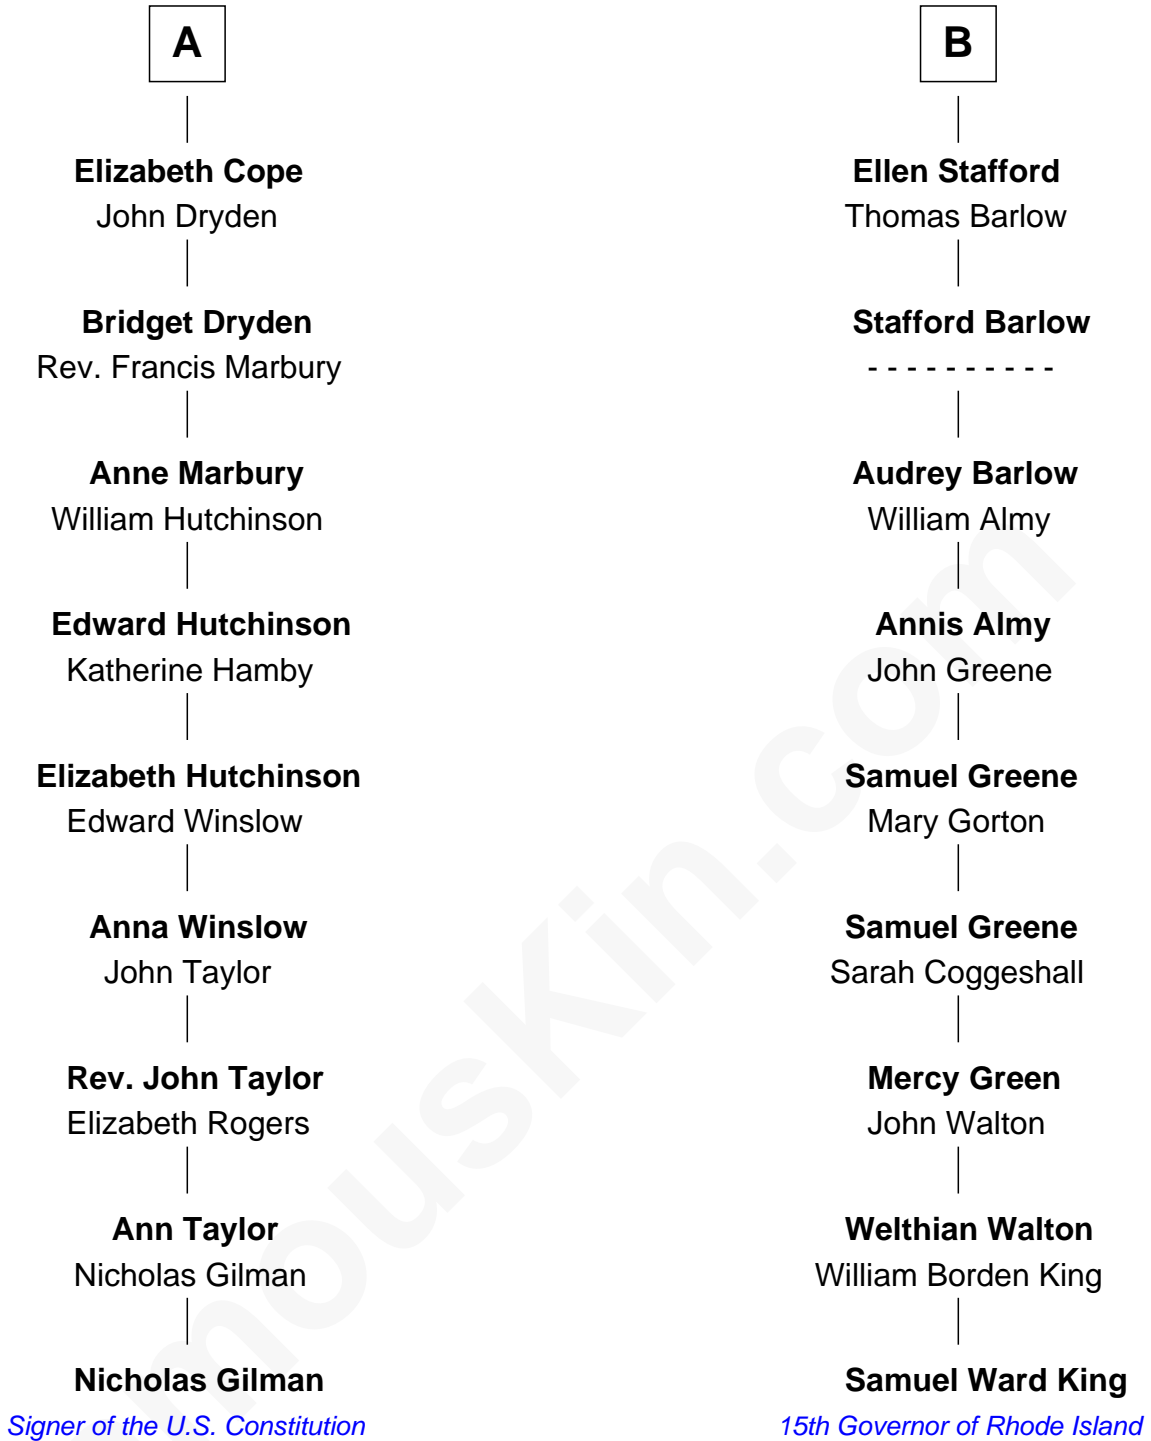 A
Elizabeth Cope
John Dryden
Bridget Dryden
Rev. Francis Marbury
Anne Marbury
William Hutchinson
Edward Hutchinson
Katherine Hamby
Elizabeth Hutchinson
Edward Winslow
Anna Winslow
John Taylor
Rev. John Taylor
Elizabeth Rogers
Ann Taylor
Nicholas Gilman
Nicholas Gilman
Signer of the U.S. Constitution
B
Ellen Stafford
Thomas Barlow
Stafford Barlow
- - - - - - - - - -
Audrey Barlow
William Almy
Annis Almy
John Greene
Samuel Greene
Mary Gorton
Samuel Greene
Sarah Coggeshall
Mercy Green
John Walton
Welthian Walton
William Borden King
Samuel Ward King
15th Governor of Rhode Island
mousKin.com